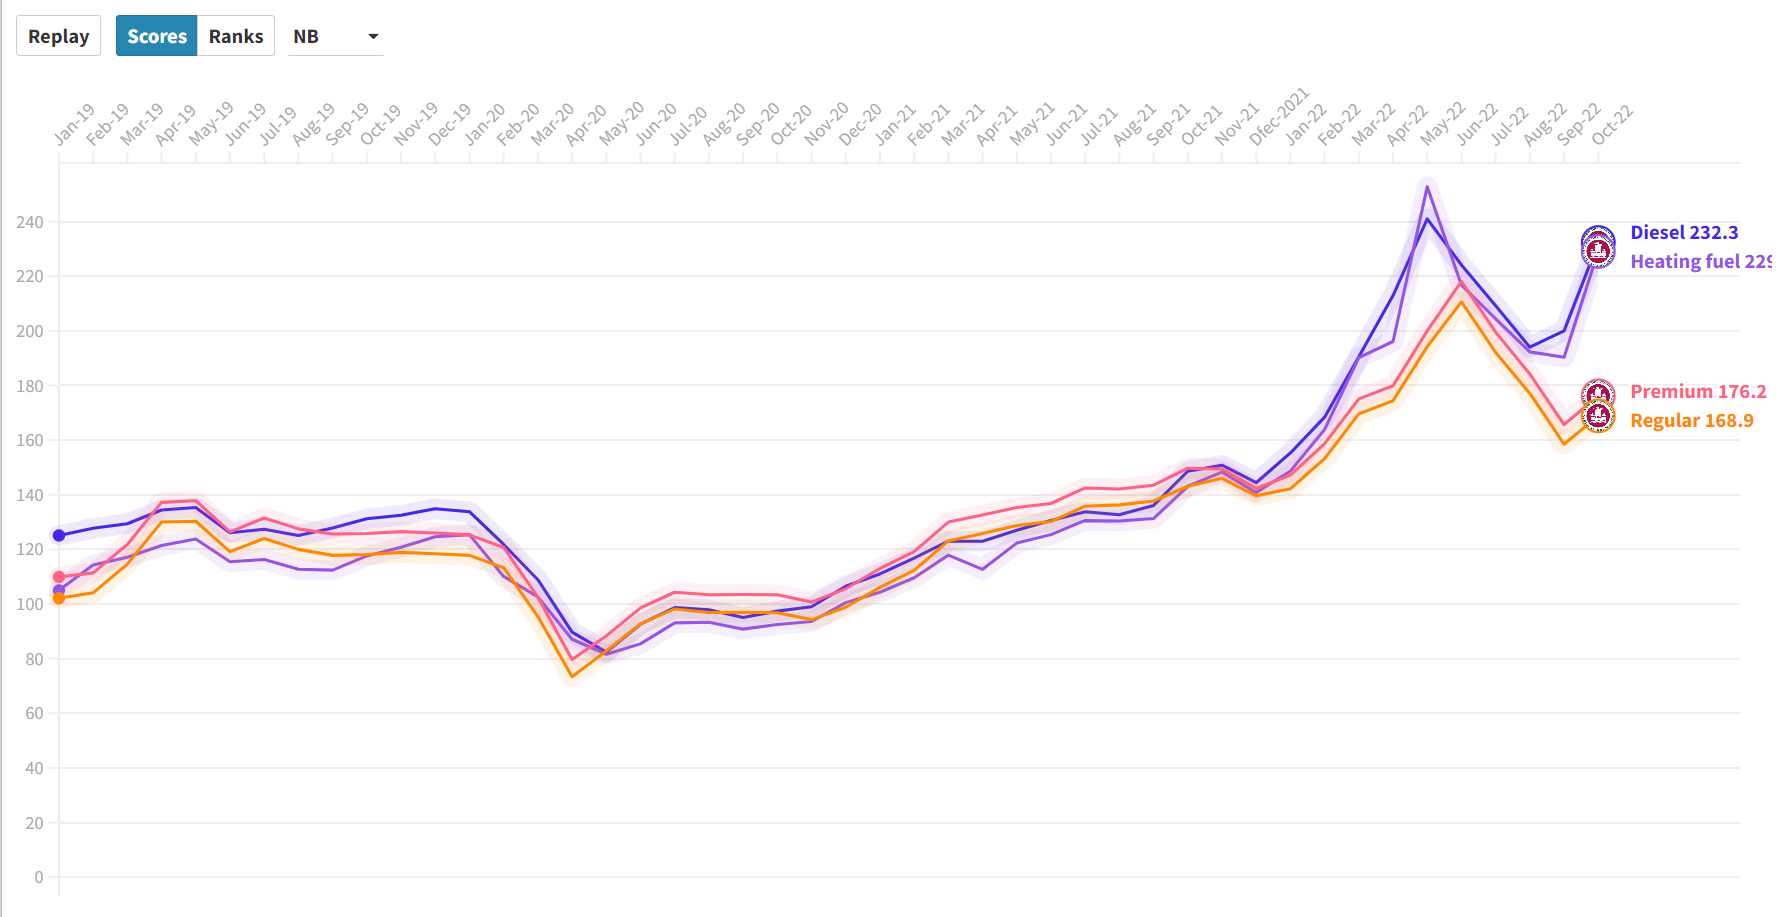 Replay
Scores
Ranks
NB
Jan-19
Feb-19
Mar-19
Apr-19
May-19
Jun-19
Jul-19
Aug-19
Sep-19
Oct-19
Nov-19
Dec-19
Jan-20
Feb-20
Mar-20
Apr-20
May-20
Jun-20
Jul-20
Aug-20
Sep-20
Oct-20
Nov-20
Dec-20
Jan-21
Feb-21
Mar-21
Apr-21
May-21
Jun-21
Jul-21
Aug-21
Sep-21
Oct-21
Nov-21
Dfec-2021
Jan-22
Feb-22
Mar-22
Apr-22
May-22
Jun-22
Jul-22
Aug-22
Sep-22
Oct-22
240
220
200
180
160
140
120
100
80
60
40
20
0
Diesel 232.3
Heating fuel 229
Premium 176.2
Regular 168.9